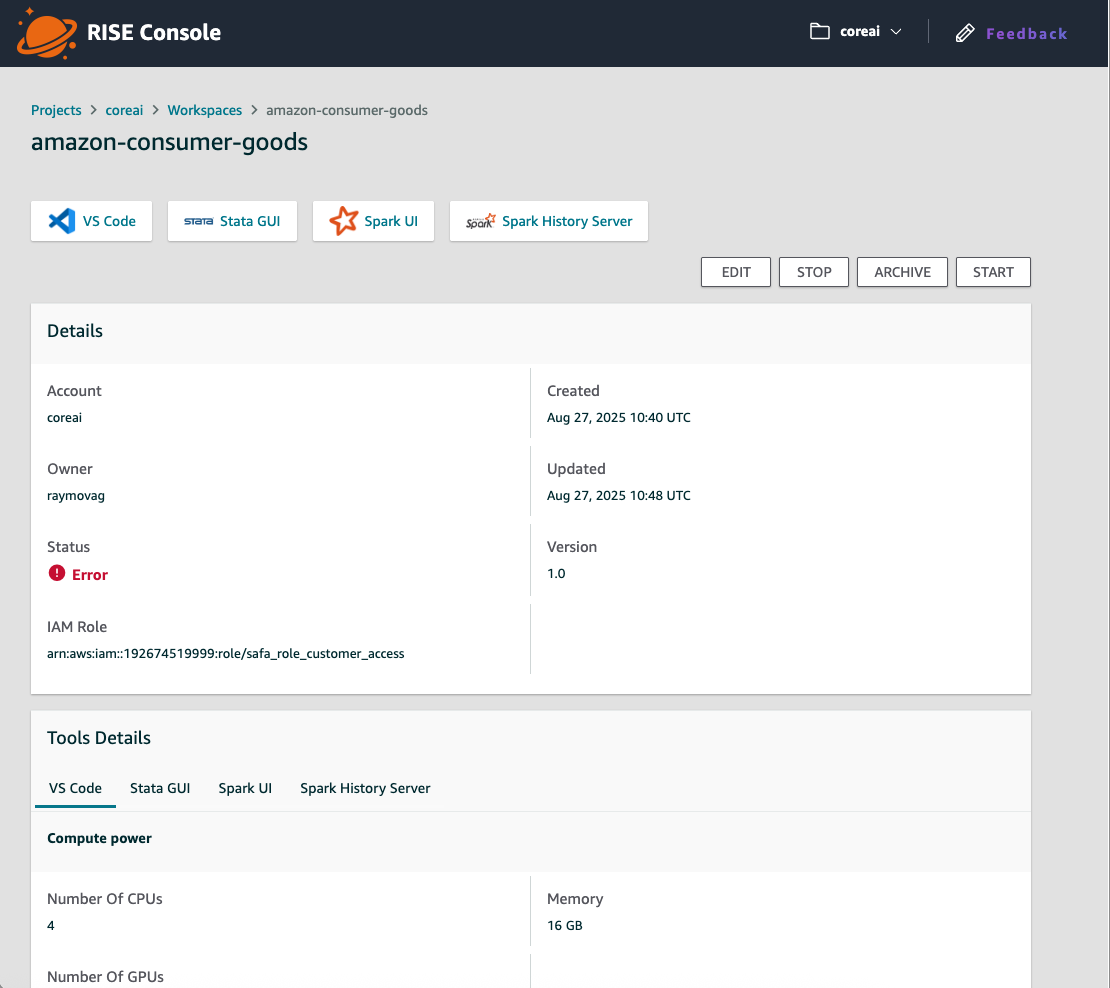 RISE Console
coreai
Feedback
Projects > coreai > Workspaces > amazon-consumer-goods
amazon-consumer-goods
VS Code
STATA Stata GUI
Spark UI
Spark Spark History Server
EDIT
STOP
ARCHIVE
START
Details
Account
coreai
Created
Aug 27, 2025 10:40 UTC
Owner
raymovag
Updated
Aug 27, 2025 10:48 UTC
Status
Error
Version
1.0
IAM Role
arn:aws:iam::192674519999:role/safa_role_customer_access
Tools Details
VS Code Stata GUI Spark UI Spark History Server
Compute power
Number Of CPUs
4
Memory
16 GB
Number Of GPUs